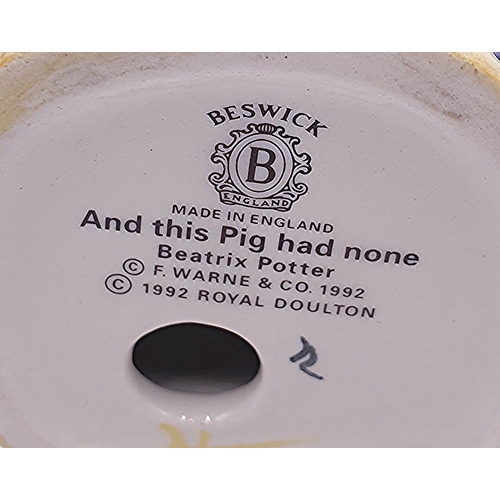 BESWICK
B
ENGLAND
MADE IN ENGLAND
And this Pig had none
Beatrix Potter
© F. WARNE & CO. 1992
© 1992 ROYAL DOULTON